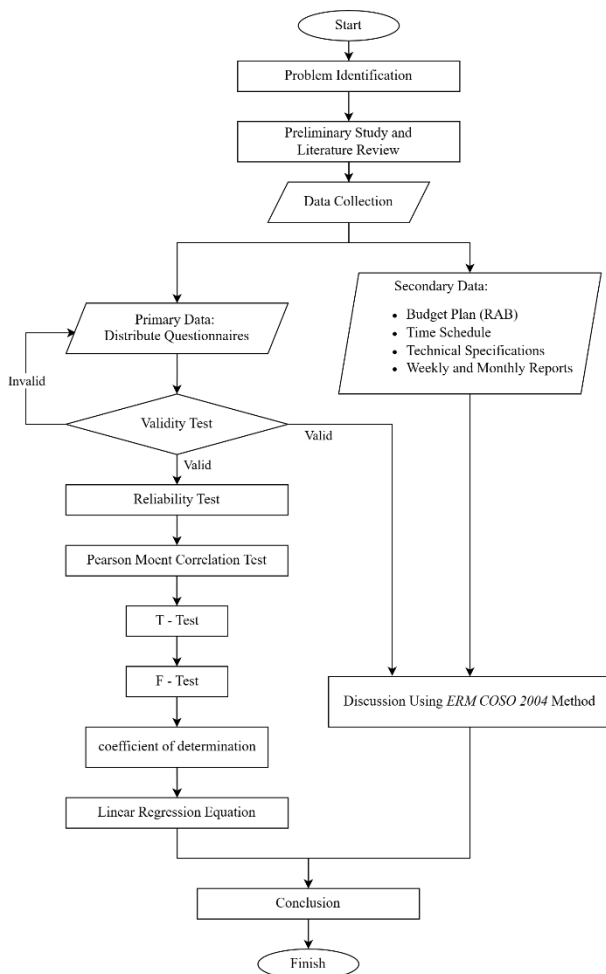 Start
Problem Identification
Preliminary Study and
Literature Review
Data Collection
Primary Data:
Distribute Questionnaires
Secondary Data:
• Budget Plan (RAB)
• Time Schedule
• Technical Specifications
• Weekly and Monthly Reports
Invalid
Validity Test
Valid
Valid
Reliability Test
Pearson Moent Correlation Test
T - Test
F - Test
Discussion Using ERM COSO 2004 Method
coefficient of determination
Linear Regression Equation
Conclusion
Finish